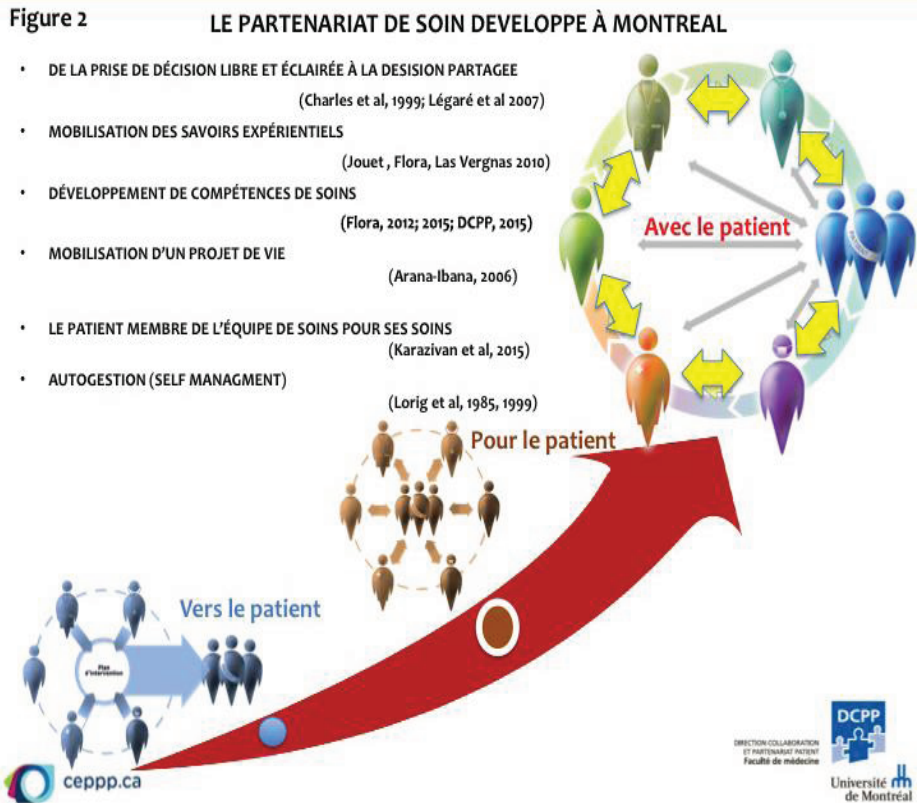 Figure 2
LE PARTENARIAT DE SOIN DEVELOPPE À MONTREAL
• DE LA PRISE DE DÉCISION LIBRE ET ÉCLAIRÉE À LA DESISION PARTAGEE
(Charles et al, 1999; Légaré et al 2007)
• MOBILISATION DES SAVOIRS EXPÉRIENTIELS
(Jouet , Flora, Las Vergnas 2010)
• DÉVELOPPEMENT DE COMPÉTENCES DE SOINS
(Flora, 2012; 2015; DCPP, 2015)
• MOBILISATION D'UN PROJET DE VIE
(Arana-Ibana, 2006)
• LE PATIENT MEMBRE DE L'ÉQUIPE DE SOINS POUR SES SOINS
(Karazivan et al, 2015)
• AUTOGESTION (SELF MANAGMENT)
(Lorig et al, 1985, 1999)
Avec le patient
PATIENT
Pour le patient
Vers le patient
Plan
d'intervention
ceppp.ca
DIRECTION COLLABORATION
ET PARTENARIAT PATIENT
Faculté de médecine
DCPP
Université
de Montréal